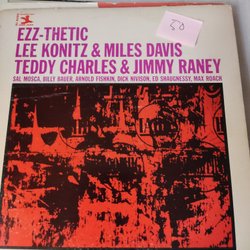 50
EZZ-THETIC
LEE KONITZ & MILES DAVIS
TEDDY CHARLES & JIMMY RANEY
SAL MOSCA, BILLY BAUER, ARNOLD FISHKIN, DICK NIVISON, ED SHAUGNESSY, MAX ROACH